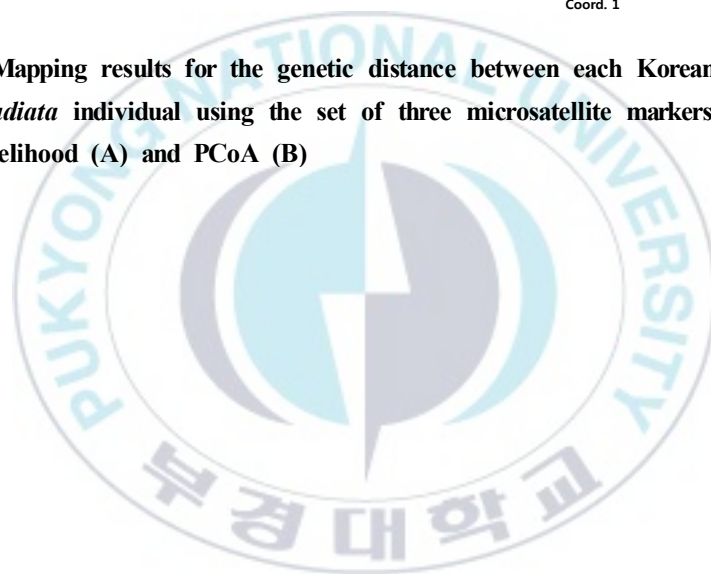 Coord. 1
Mapping results for the genetic distance between each Korean
adiata individual using the set of three microsatellite markers
elihood (A) and PCoA (B)
PUKYONG NATIONAL UNIVERSITY
부경대학교